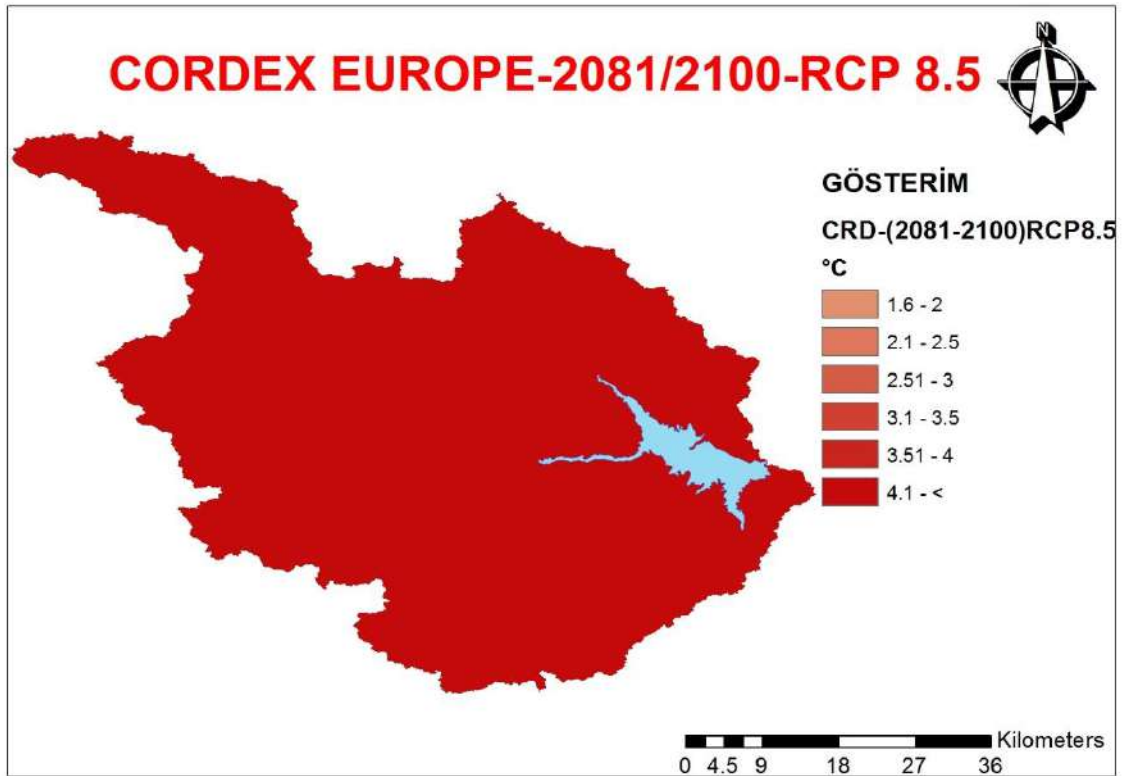 CORDEX EUROPE-2081/2100-RCP 8.5
N
GÖSTERİM
CRD-(2081-2100)RCP8.5
°C
1.6 - 2
2.1 - 2.5
2.51 - 3
3.1 - 3.5
3.51 - 4
4.1 - <
Kilometers
0 4.5 9 18 27 36